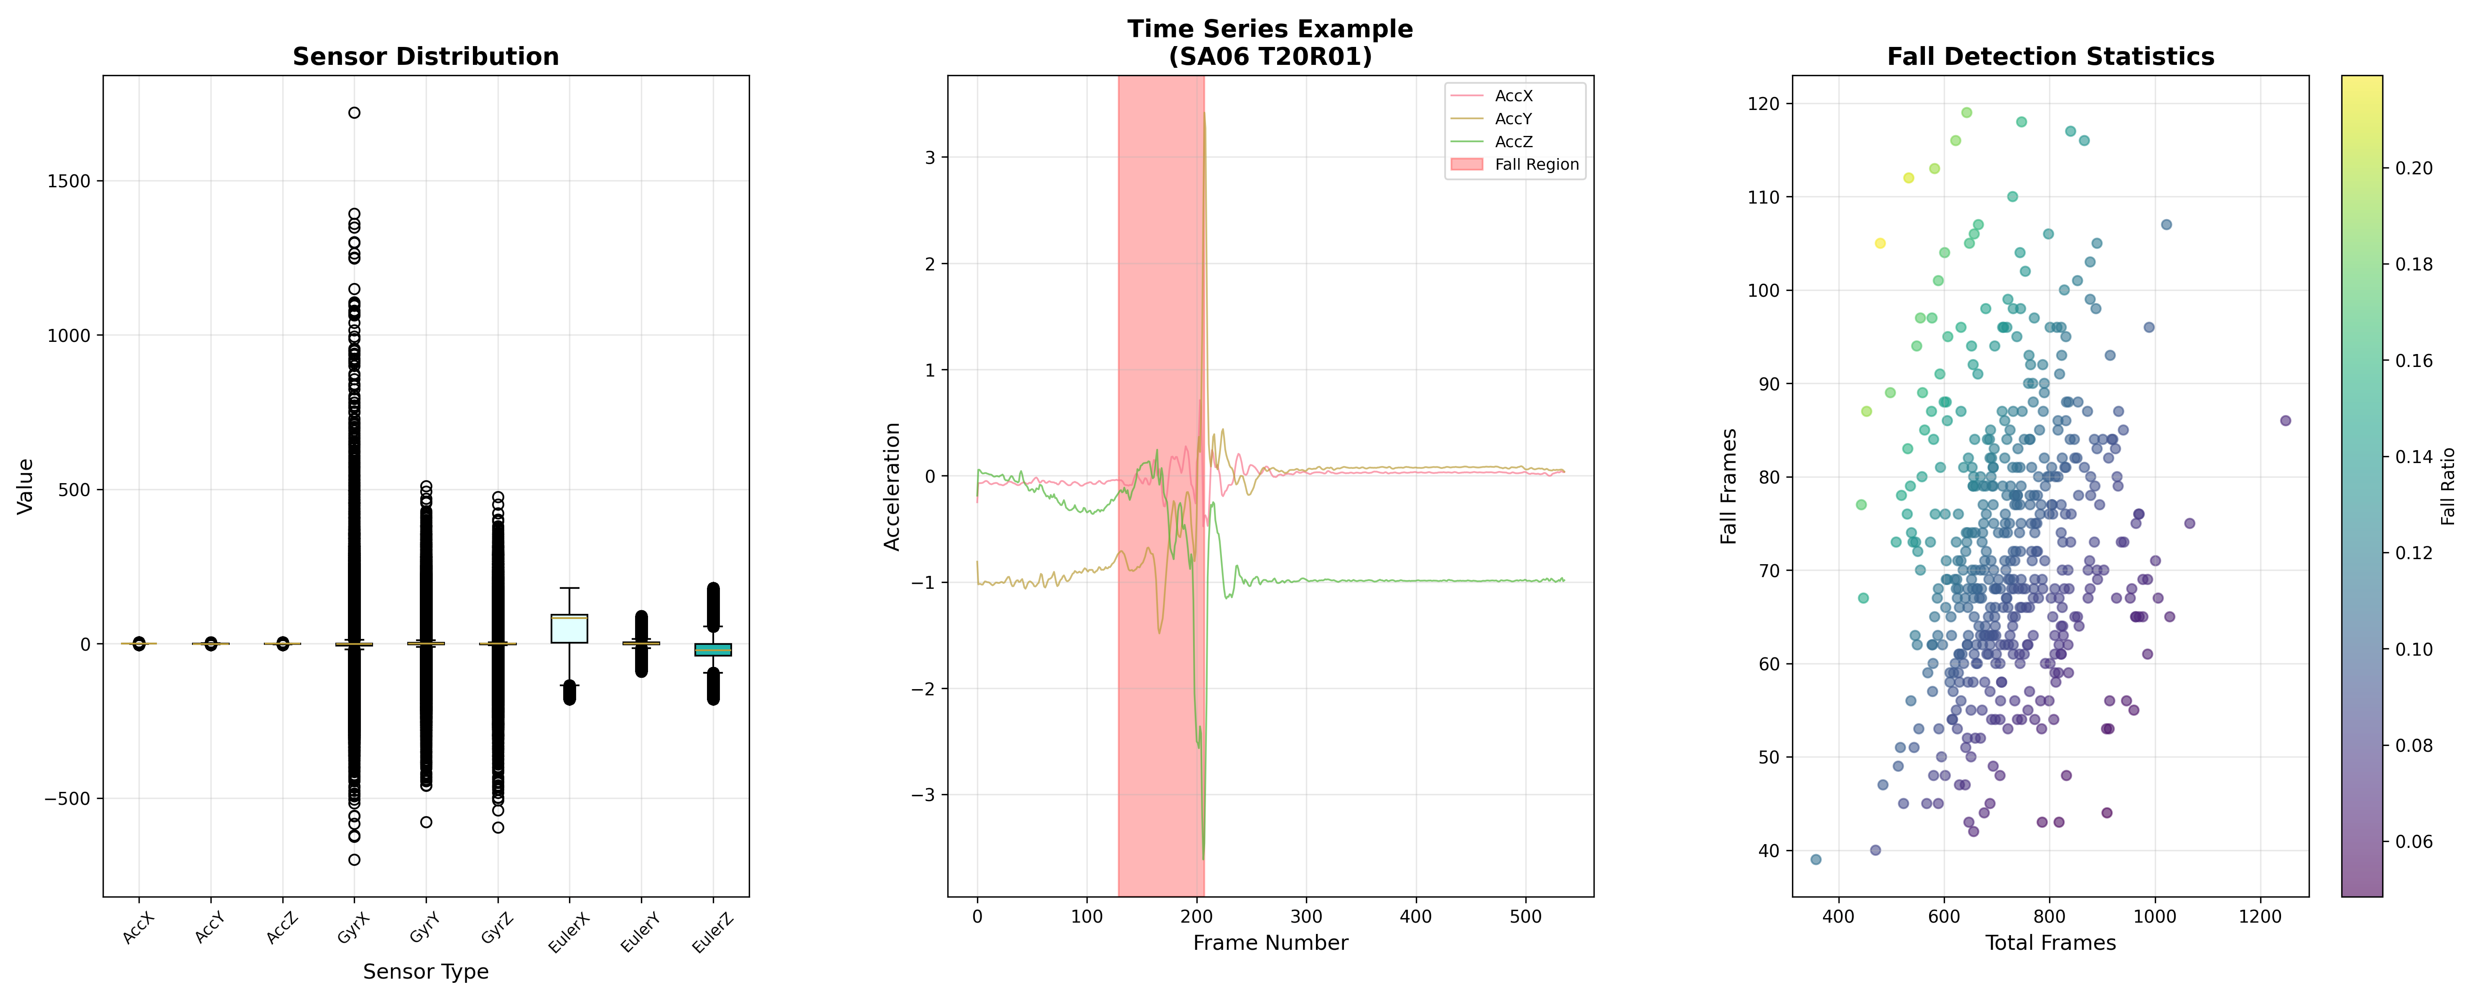 Sensor Distribution
Value
1500
1000
500
0
−500
AccX
AccY
AccZ
GyrX
GyrY
GyrZ
EulerX
EulerY
EulerZ
Sensor Type
Time Series Example
(SA06 T20R01)
Acceleration
3
2
1
0
−1
−2
−3
AccX
AccY
AccZ
Fall Region
0
100
200
300
400
500
Frame Number
Fall Detection Statistics
Fall Frames
120
110
100
90
80
70
60
50
40
400
600
800
1000
1200
Total Frames
0.20
0.18
0.16
0.14
0.12
0.10
0.08
0.06
Fall Ratio